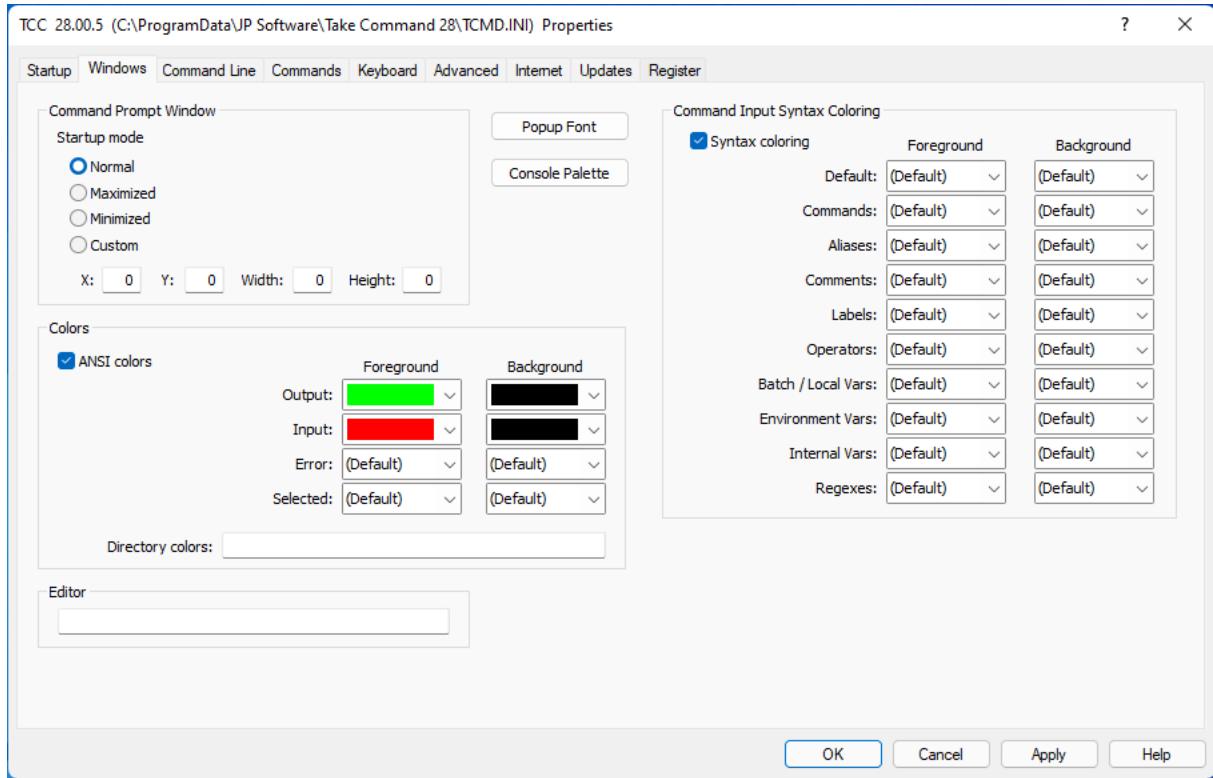 TCC 28.00.5 (C:\ProgramData\JP Software\Take Command 28\TCMD.INI) Properties ?
Startup Windows Command Line Commands Keyboard Advanced Internet Updates Register
Command Prompt Window
Startup mode
Normal
Maximized
Minimized
Custom
X: 0 Y: 0 Width: 0 Height: 0
Popup Font
Console Palette
Colors
ANSI colors
Foreground Background
Output:
Input:
Error: (Default) (Default)
Selected: (Default) (Default)
Directory colors:
Editor
Command Input Syntax Coloring
Syntax coloring Foreground Background
Default: (Default) (Default)
Commands: (Default) (Default)
Aliases: (Default) (Default)
Comments: (Default) (Default)
Labels: (Default) (Default)
Operators: (Default) (Default)
Batch / Local Vars: (Default) (Default)
Environment Vars: (Default) (Default)
Internal Vars: (Default) (Default)
Regexes: (Default) (Default)
OK Cancel Apply Help